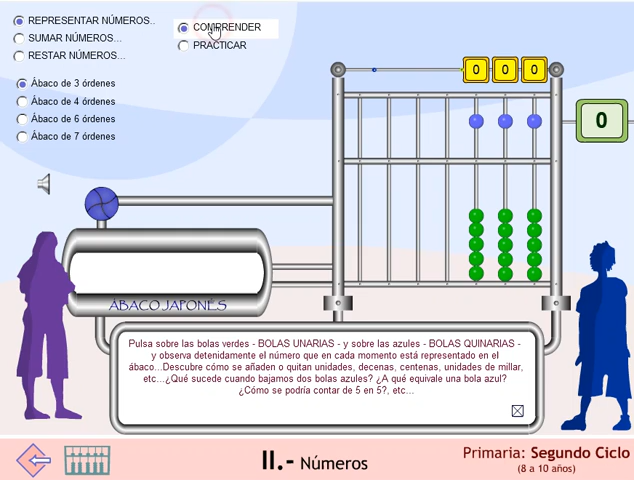 REPRESENTAR NÚMEROS..
SUMAR NÚMEROS...
RESTAR NÚMEROS...
COMPRENDER
PRACTICAR
Ábaco de 3 órdenes
Ábaco de 4 órdenes
Ábaco de 6 órdenes
Ábaco de 7 órdenes
0 0 0
0
ÁBACO JAPONÉS
Pulsa sobre las bolas verdes - BOLAS UNARIAS - y sobre las azules - BOLAS QUINARIAS -
y observa detenidamente el número que en cada momento está representado en el
ábaco...Descubre cómo se añaden o quitan unidades, decenas, centenas, unidades de millar,
etc...¿Qué sucede cuando bajamos dos bolas azules? ¿A qué equivale una bola azul?
¿Cómo se podría contar de 5 en 5?, etc...
II.- Números
Primaria: Segundo Ciclo
(8 a 10 años)